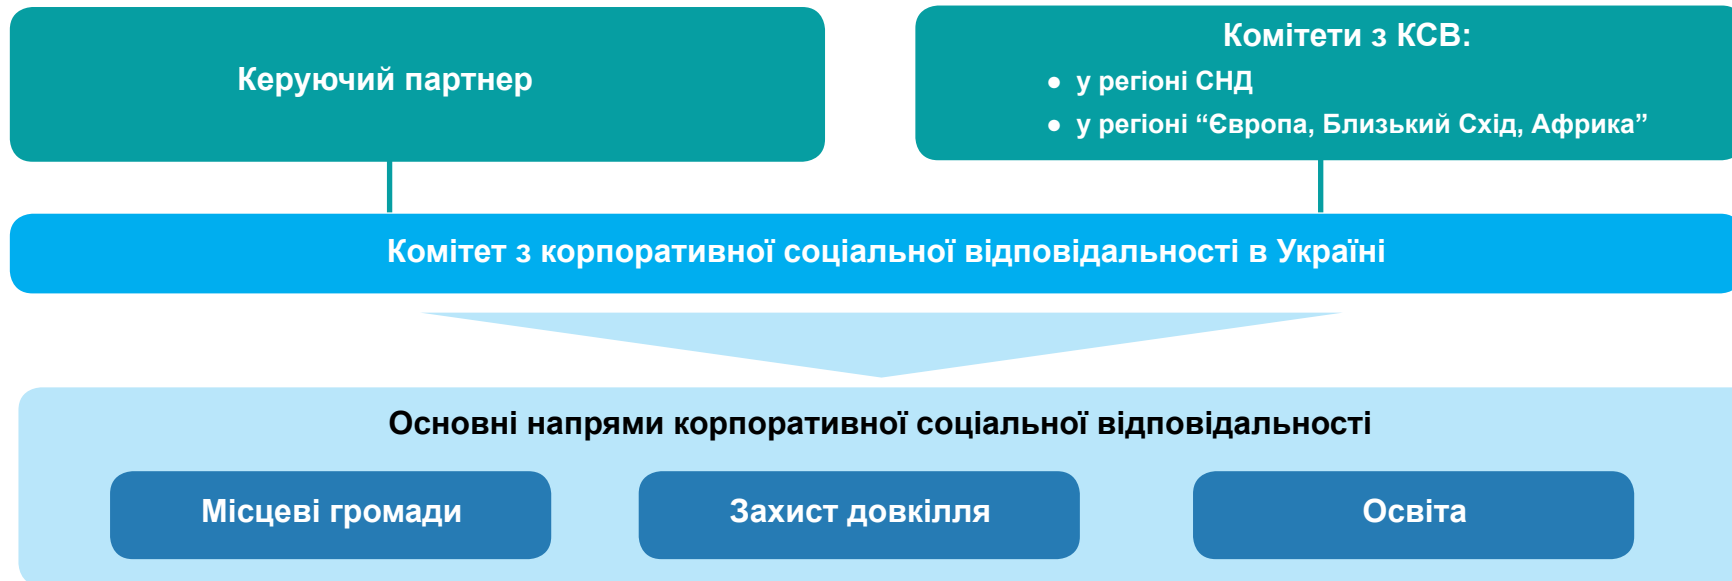 Керуючий партнер
Комітети з КСВ:
● у регіоні СНД
● у регіоні “Європа, Близький Схід, Африка”
Комітет з корпоративної соціальної відповідальності в Україні
Основні напрями корпоративної соціальної відповідальності
Місцеві громади
Захист довкілля
Освіта